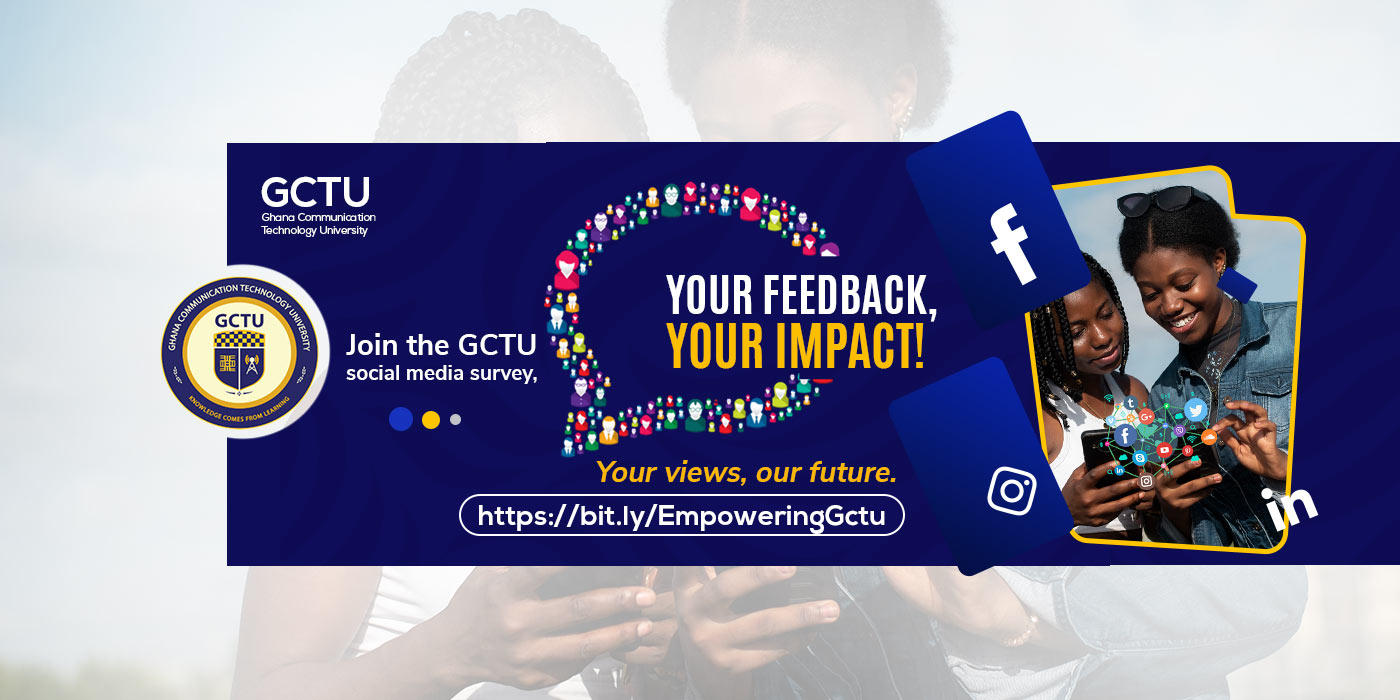 GCTU
Ghana Communication
Technology University
GHANA COMMUNICATION TECHNOLOGY UNIVERSITY
GCTU
KNOWLEDGE COMES FROM LEARNING
Join the GCTU
social media survey,
YOUR FEEDBACK,
YOUR IMPACT!
Your views, our future.
https://bit.ly/EmpoweringGctu
f
in